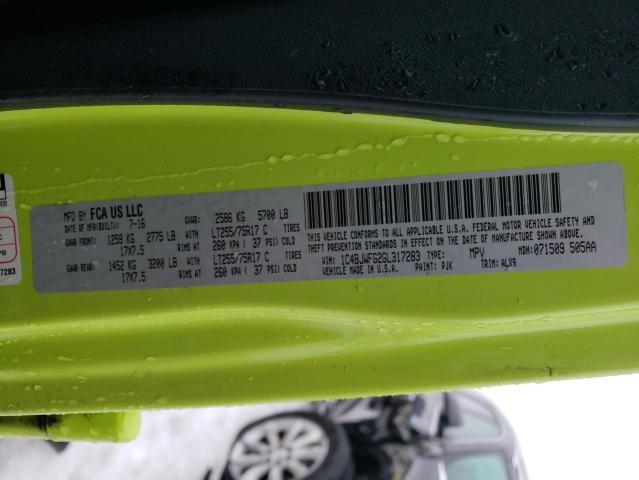 MFD BY FCA US LLC
DATE OF MFR(BUILT): 7-16 GVWR: 2586 KG 5700 LB
GAWR FRONT: 1259 KG 2775 LB LT255/75R17 C TIRES
17X7.5 RIMS AT 260 KPA ( 37 PSI) COLD
GAWR REAR: 1452 KG 3200 LB LT255/75R17 C TIRES
17X7.5 RIMS AT 260 KPA ( 37 PSI) COLD
THIS VEHICLE CONFORMS TO ALL APPLICABLE U.S.A. FEDERAL MOTOR VEHICLE SAFETY AND
THEFT PREVENTION STANDARDS IN EFFECT ON THE DATE OF MANUFACTURE SHOWN ABOVE.
VIN: 1C4BJWFG2GL317283 TYPE: MPV MDH: 071509 505AA
VEHICLE MADE IN U.S.A. PAINT: PJK TRIM: ALX9
PSI
7283